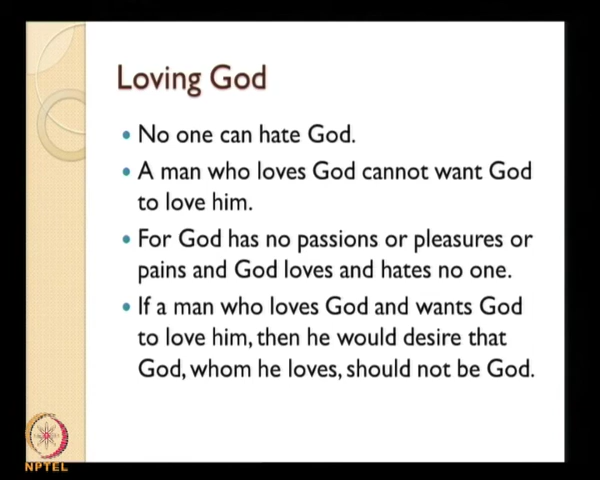 Loving God
No one can hate God.
A man who loves God cannot want God
to love him.
For God has no passions or pleasures or
pains and God loves and hates no one.
If a man who loves God and wants God
to love him, then he would desire that
God, whom he loves, should not be God.
NPTEL